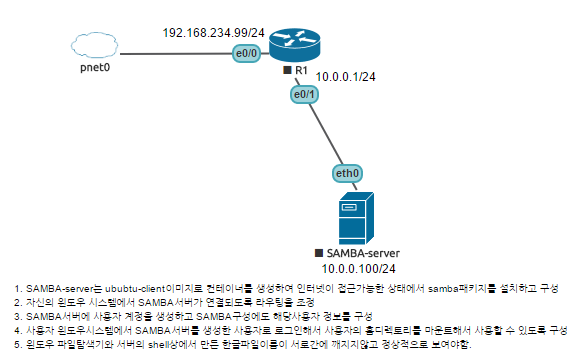 192.168.234.99/24
pnet0
e0/0
R1
10.0.0.1/24
e0/1
eth0
SAMBA-server
10.0.0.100/24
1. SAMBA-server는 ububtu-client이미지로 컨테이너를 생성하여 인터넷이 접근가능한 상태에서 samba패키지를 설치하고 구성
2. 자신의 윈도우 시스템에서 SAMBA서버가 연결되도록 라우팅을 조정
3. SAMBA서버에 사용자 계정을 생성하고 SAMBA구성에도 해당사용자 정보를 구성
4. 사용자 윈도우시스템에서 SAMBA서버를 생성한 사용자로 로그인해서 사용자의 홈디렉토리를 마운트해서 사용할 수 있도록 구성
5. 윈도우 파일탐색기와 서버의 shell상에서 만든 한글파일이름이 서로간에 깨지지않고 정상적으로 보여야함.